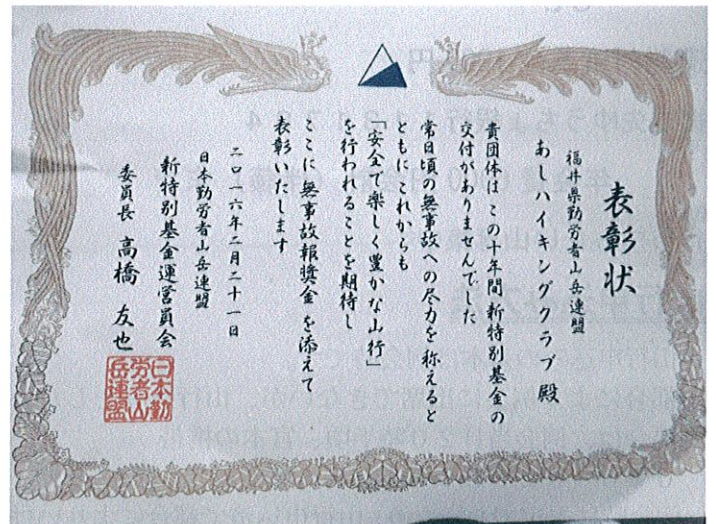 表彰状
福井県勤労者山岳連盟
あしハイキングクラブ 殿
貴団体はこの十年間新特別基金の
交付がありませんでした
常日頃の無事故への尽力を称えると
ともにこれからも
「安全で楽しく豊かな山行」
を行われることを期待し
ここに無事故報奨金を添えて
表彰いたします
二〇一六年二月二十一日
日本勤労者山岳連盟
新特別基金運営員会
委員長 高橋 友也
日本勤
労者山
岳連盟